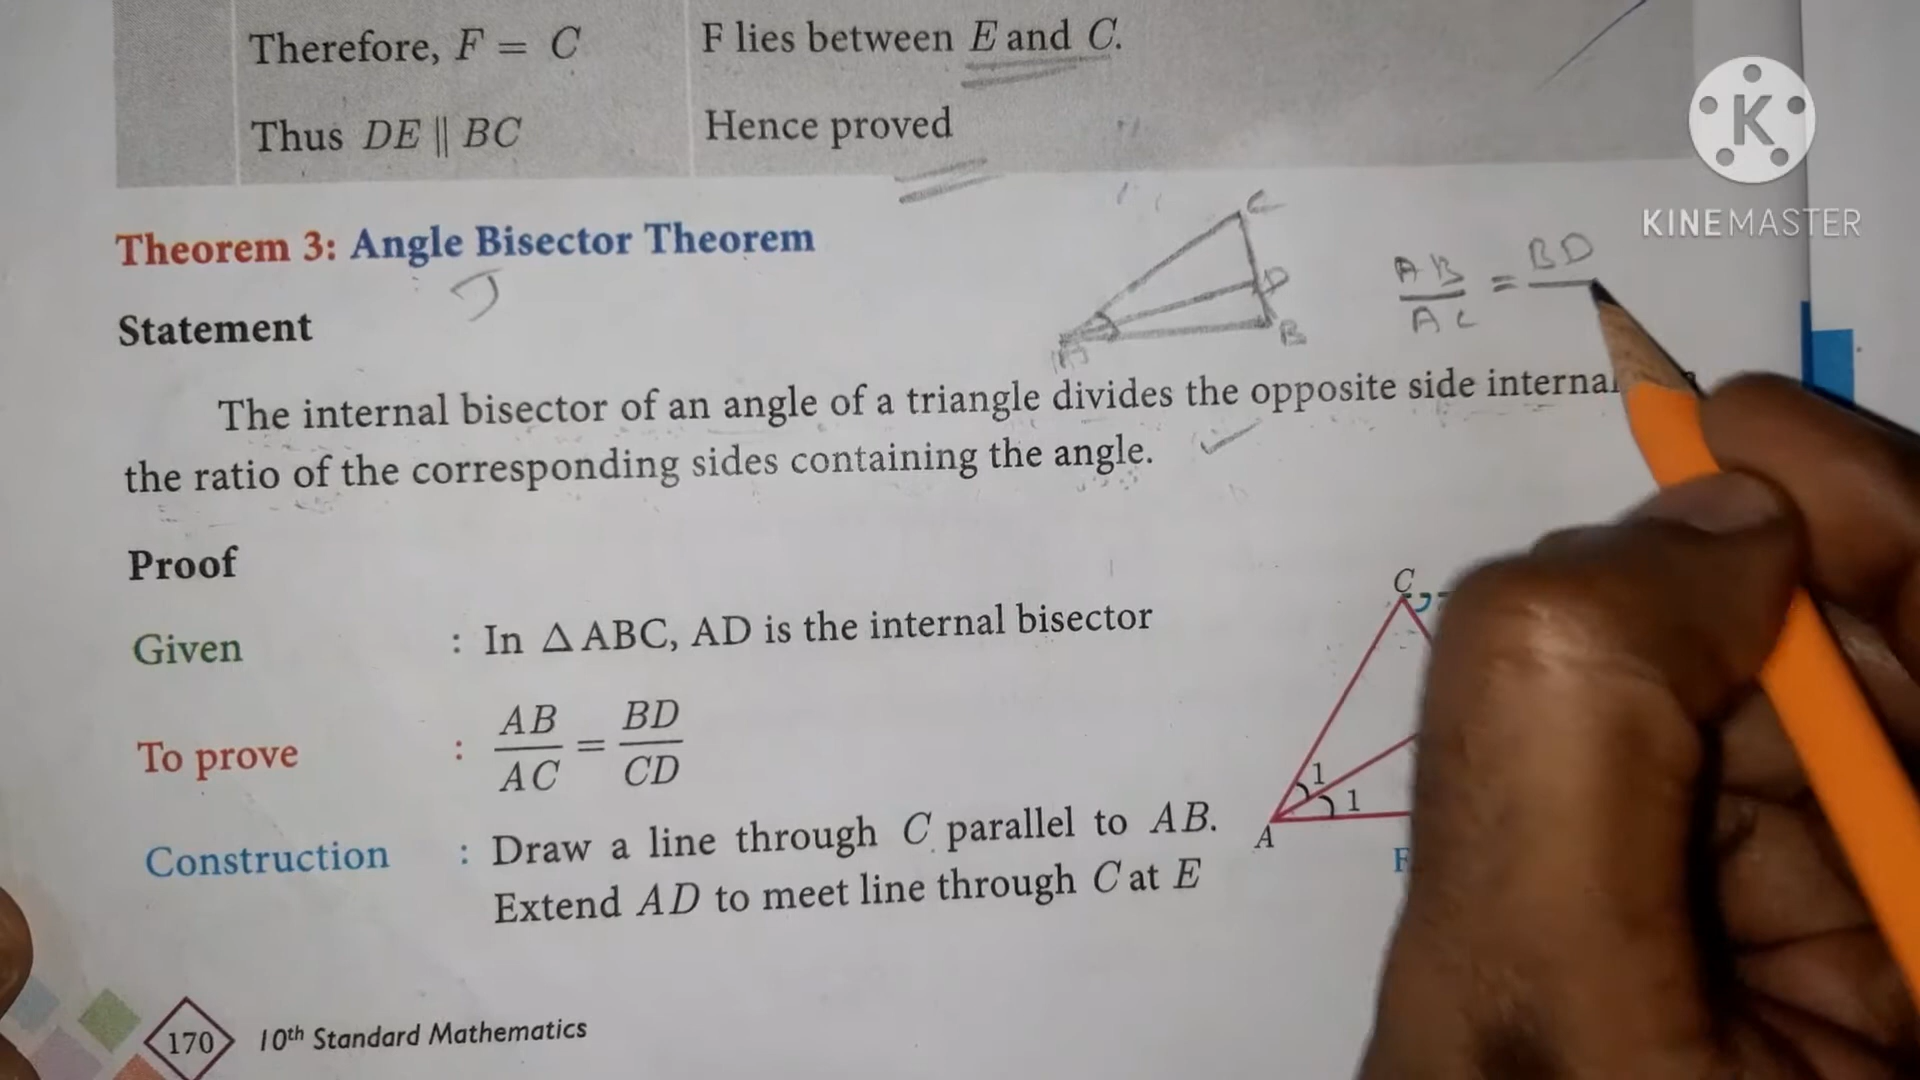 Therefore, F = C
F lies between E and C.
Thus DE || BC
Hence proved
K
KINEMASTER
Theorem 3: Angle Bisector Theorem
C
D
B
A
AB/AC = BD
Statement
The internal bisector of an angle of a triangle divides the opposite side internal
the ratio of the corresponding sides containing the angle.
Proof
Given : In △ABC, AD is the internal bisector
To prove : AB/AC = BD/CD
Construction : Draw a line through C parallel to AB.
Extend AD to meet line through C at E
C
1
1
A
170 10th Standard Mathematics